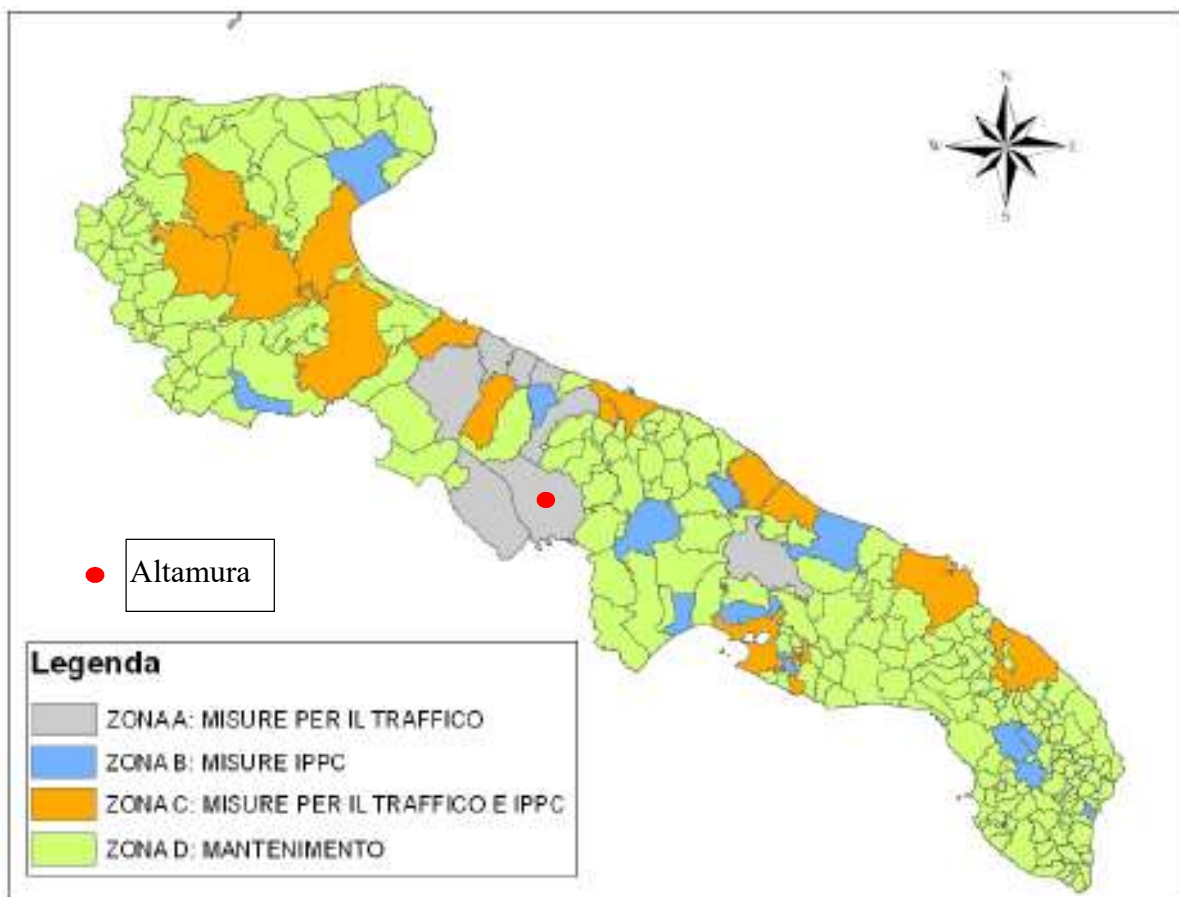 N
W
E
S
Altamura
Legenda
ZONA A: MISURE PER IL TRAFFICO
ZONA B: MISURE IPPC
ZONA C: MISURE PER IL TRAFFICO E IPPC
ZONA D: MANTENIMENTO